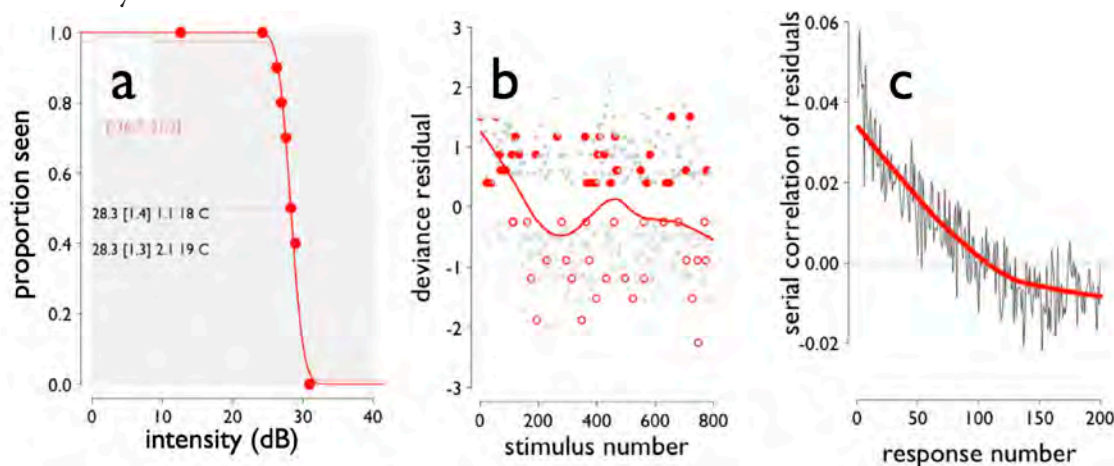 a
proportion seen
1.0
0.8
0.6
0.4
0.2
0.0
28.3 [1.4] 1.1 18 C
28.3 [1.3] 2.1 19 C
0 10 20 30 40
intensity (dB)
b
deviance residual
3
2
1
0
-1
-2
-3
0 200 400 600 800
stimulus number
c
serial correlation of residuals
0.06
0.04
0.02
0.00
-0.02
0 50 100 150 200
response number